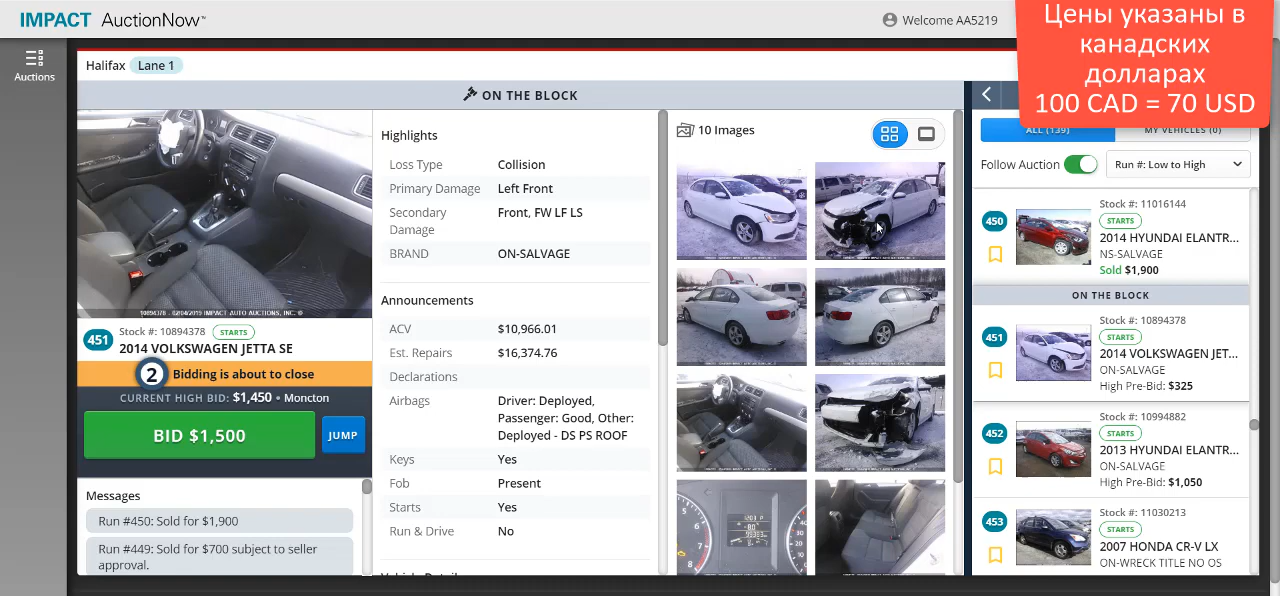 IMPACT AuctionNow™
Welcome AA5219
Цены указаны в
канадских
долларах
100 CAD = 70 USD
Auctions
Halifax Lane 1
ON THE BLOCK
10894378 - 02/04/2019 IMPACT AUTO AUCTIONS, INC. ©
451
Stock #: 10894378 STARTS
2014 VOLKSWAGEN JETTA SE
2 Bidding is about to close
CURRENT HIGH BID: $1,450 • Moncton
BID $1,500
JUMP
Messages
Run #450: Sold for $1,900
Run #449: Sold for $700 subject to seller
approval.
Highlights
Loss Type Collision
Primary Damage Left Front
Secondary
Damage
Front, FW LF LS
BRAND ON-SALVAGE
Announcements
ACV $10,966.01
Est. Repairs $16,374.76
Declarations
Airbags Driver: Deployed,
Passenger: Good, Other:
Deployed - DS PS ROOF
Keys Yes
Fob Present
Starts Yes
Run & Drive No
10 Images
ALL (139)
MY VEHICLES (0)
Follow Auction
Run #: Low to High
450
Stock #: 11016144
STARTS
2014 HYUNDAI ELANTR...
NS-SALVAGE
Sold $1,900
ON THE BLOCK
451
Stock #: 10894378
STARTS
2014 VOLKSWAGEN JET...
ON-SALVAGE
High Pre-Bid: $325
452
Stock #: 10994882
STARTS
2013 HYUNDAI ELANTR...
ON-SALVAGE
High Pre-Bid: $1,050
453
Stock #: 11030213
STARTS
2007 HONDA CR-V LX
ON-WRECK TITLE NO OS